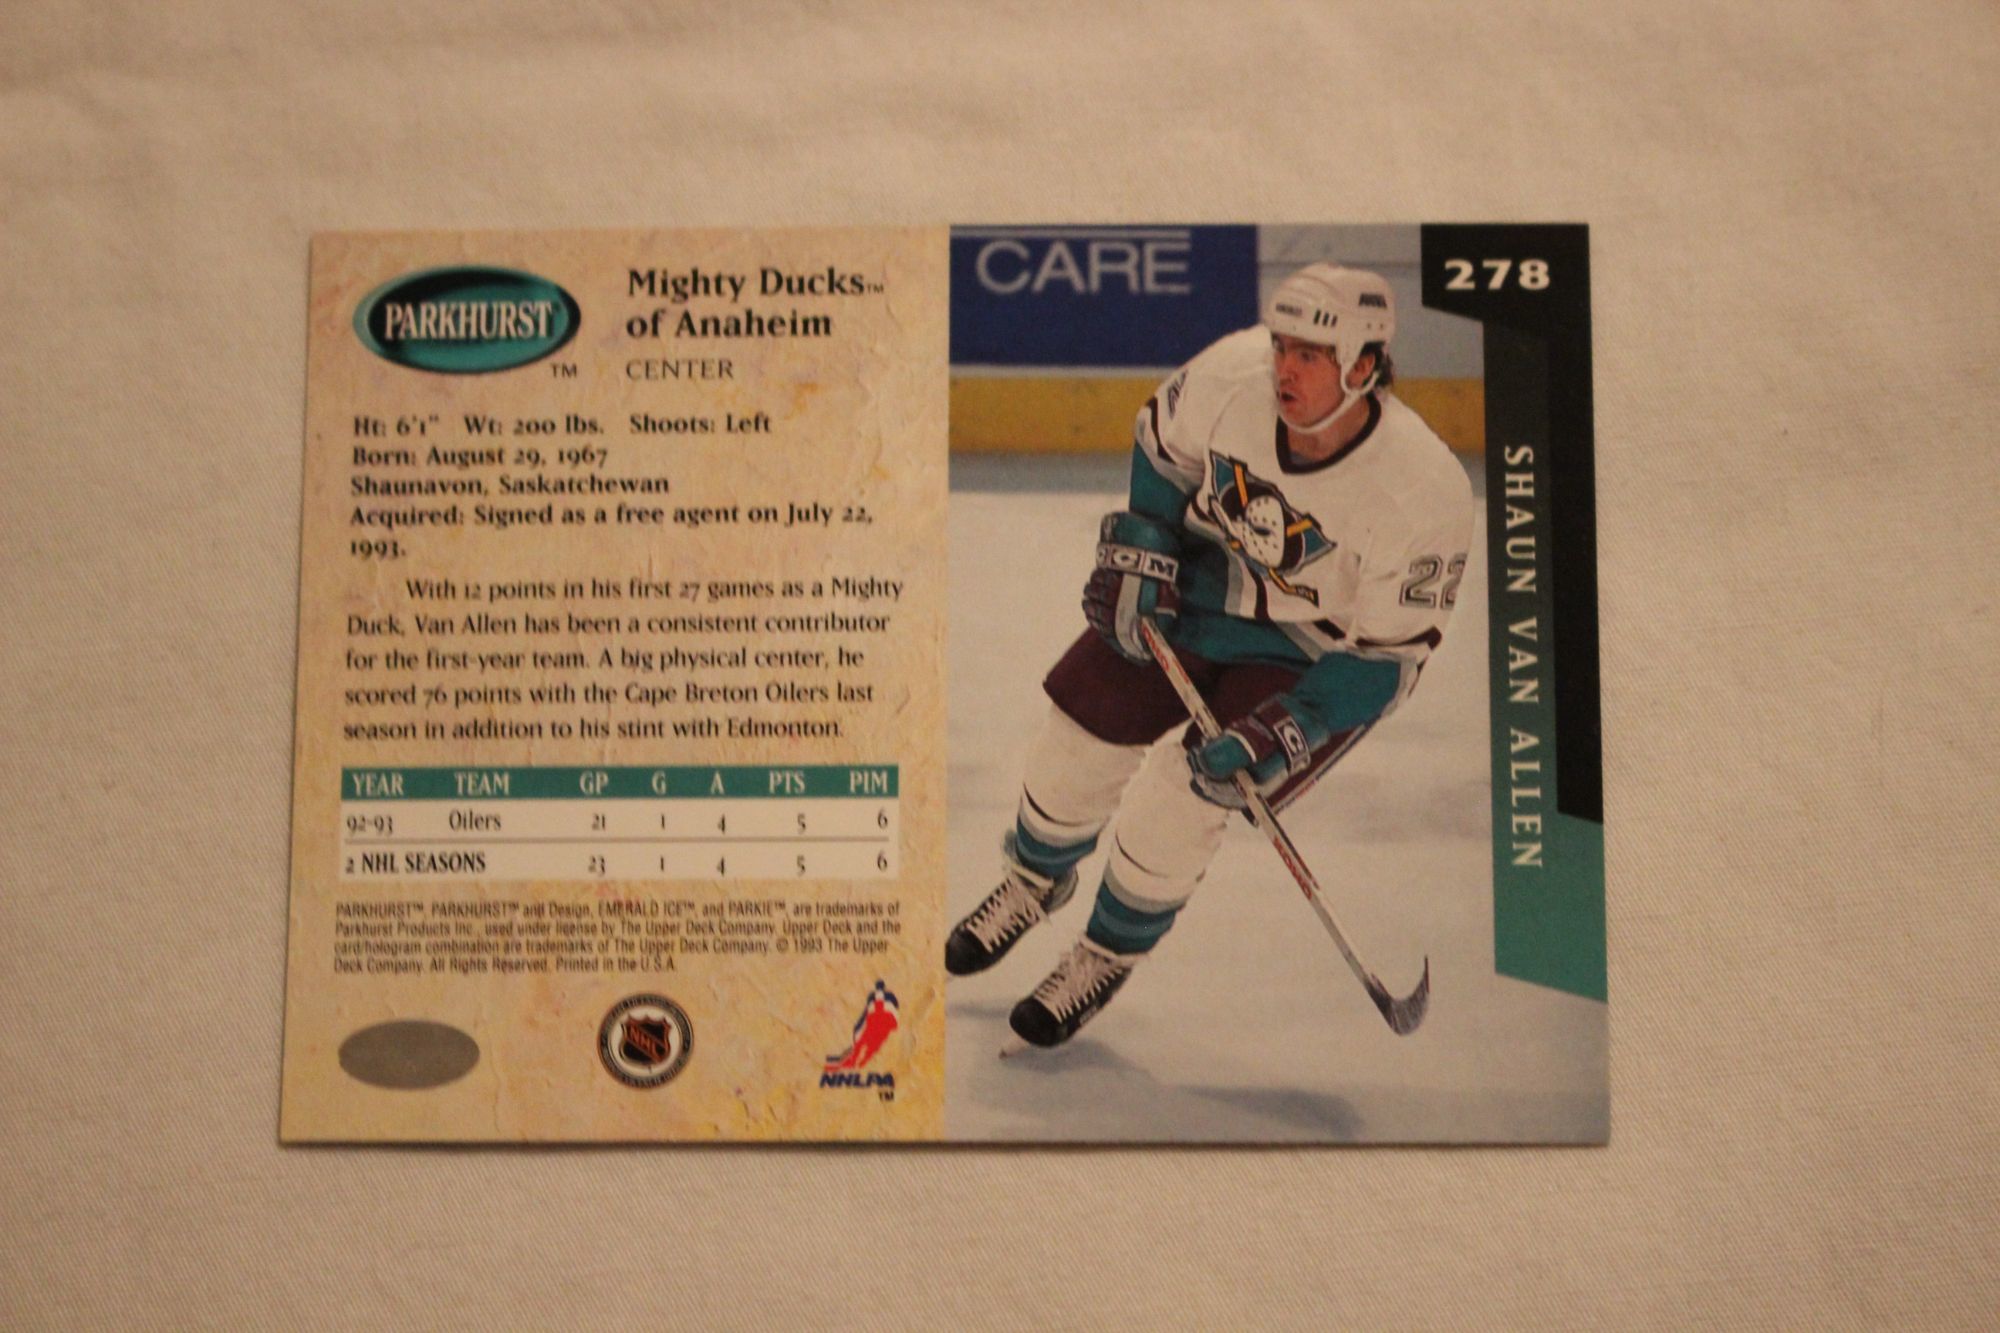 PARKHURST
TM
Mighty Ducks™
of Anaheim
CENTER
Ht: 6'1" Wt: 200 lbs. Shoots: Left
Born: August 29, 1967
Shaunavon, Saskatchewan
Acquired: Signed as a free agent on July 22,
1993.
With 12 points in his first 27 games as a Mighty
Duck, Van Allen has been a consistent contributor
for the first-year team. A big physical center, he
scored 76 points with the Cape Breton Oilers last
season in addition to his stint with Edmonton.
YEAR TEAM GP G A PTS PIM
92-93 Oilers 21 1 4 5 6
2 NHL SEASONS 23 1 4 5 6
PARKHURST™, PARKHURST™ and Design, EMERALD ICE™, and PARKIE™, are trademarks of
Parkhurst Products Inc., used under license by The Upper Deck Company. Upper Deck and the
card/hologram combination are trademarks of The Upper Deck Company. © 1993 The Upper
Deck Company. All Rights Reserved. Printed in the U.S.A.
NHL
NHLPA
TM
CARE
CCM
22
C
278
SHAUN VAN ALLEN